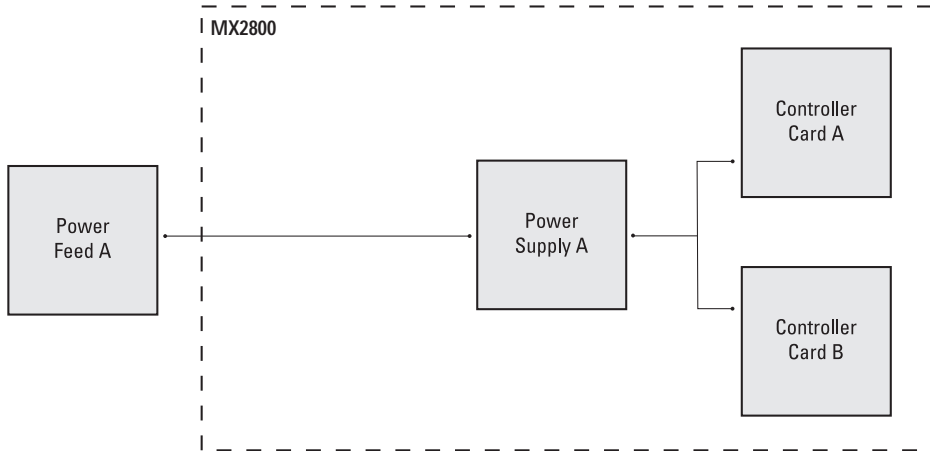 MX2800
Controller
Card A
Power
Feed A
Power
Supply A
Controller
Card B